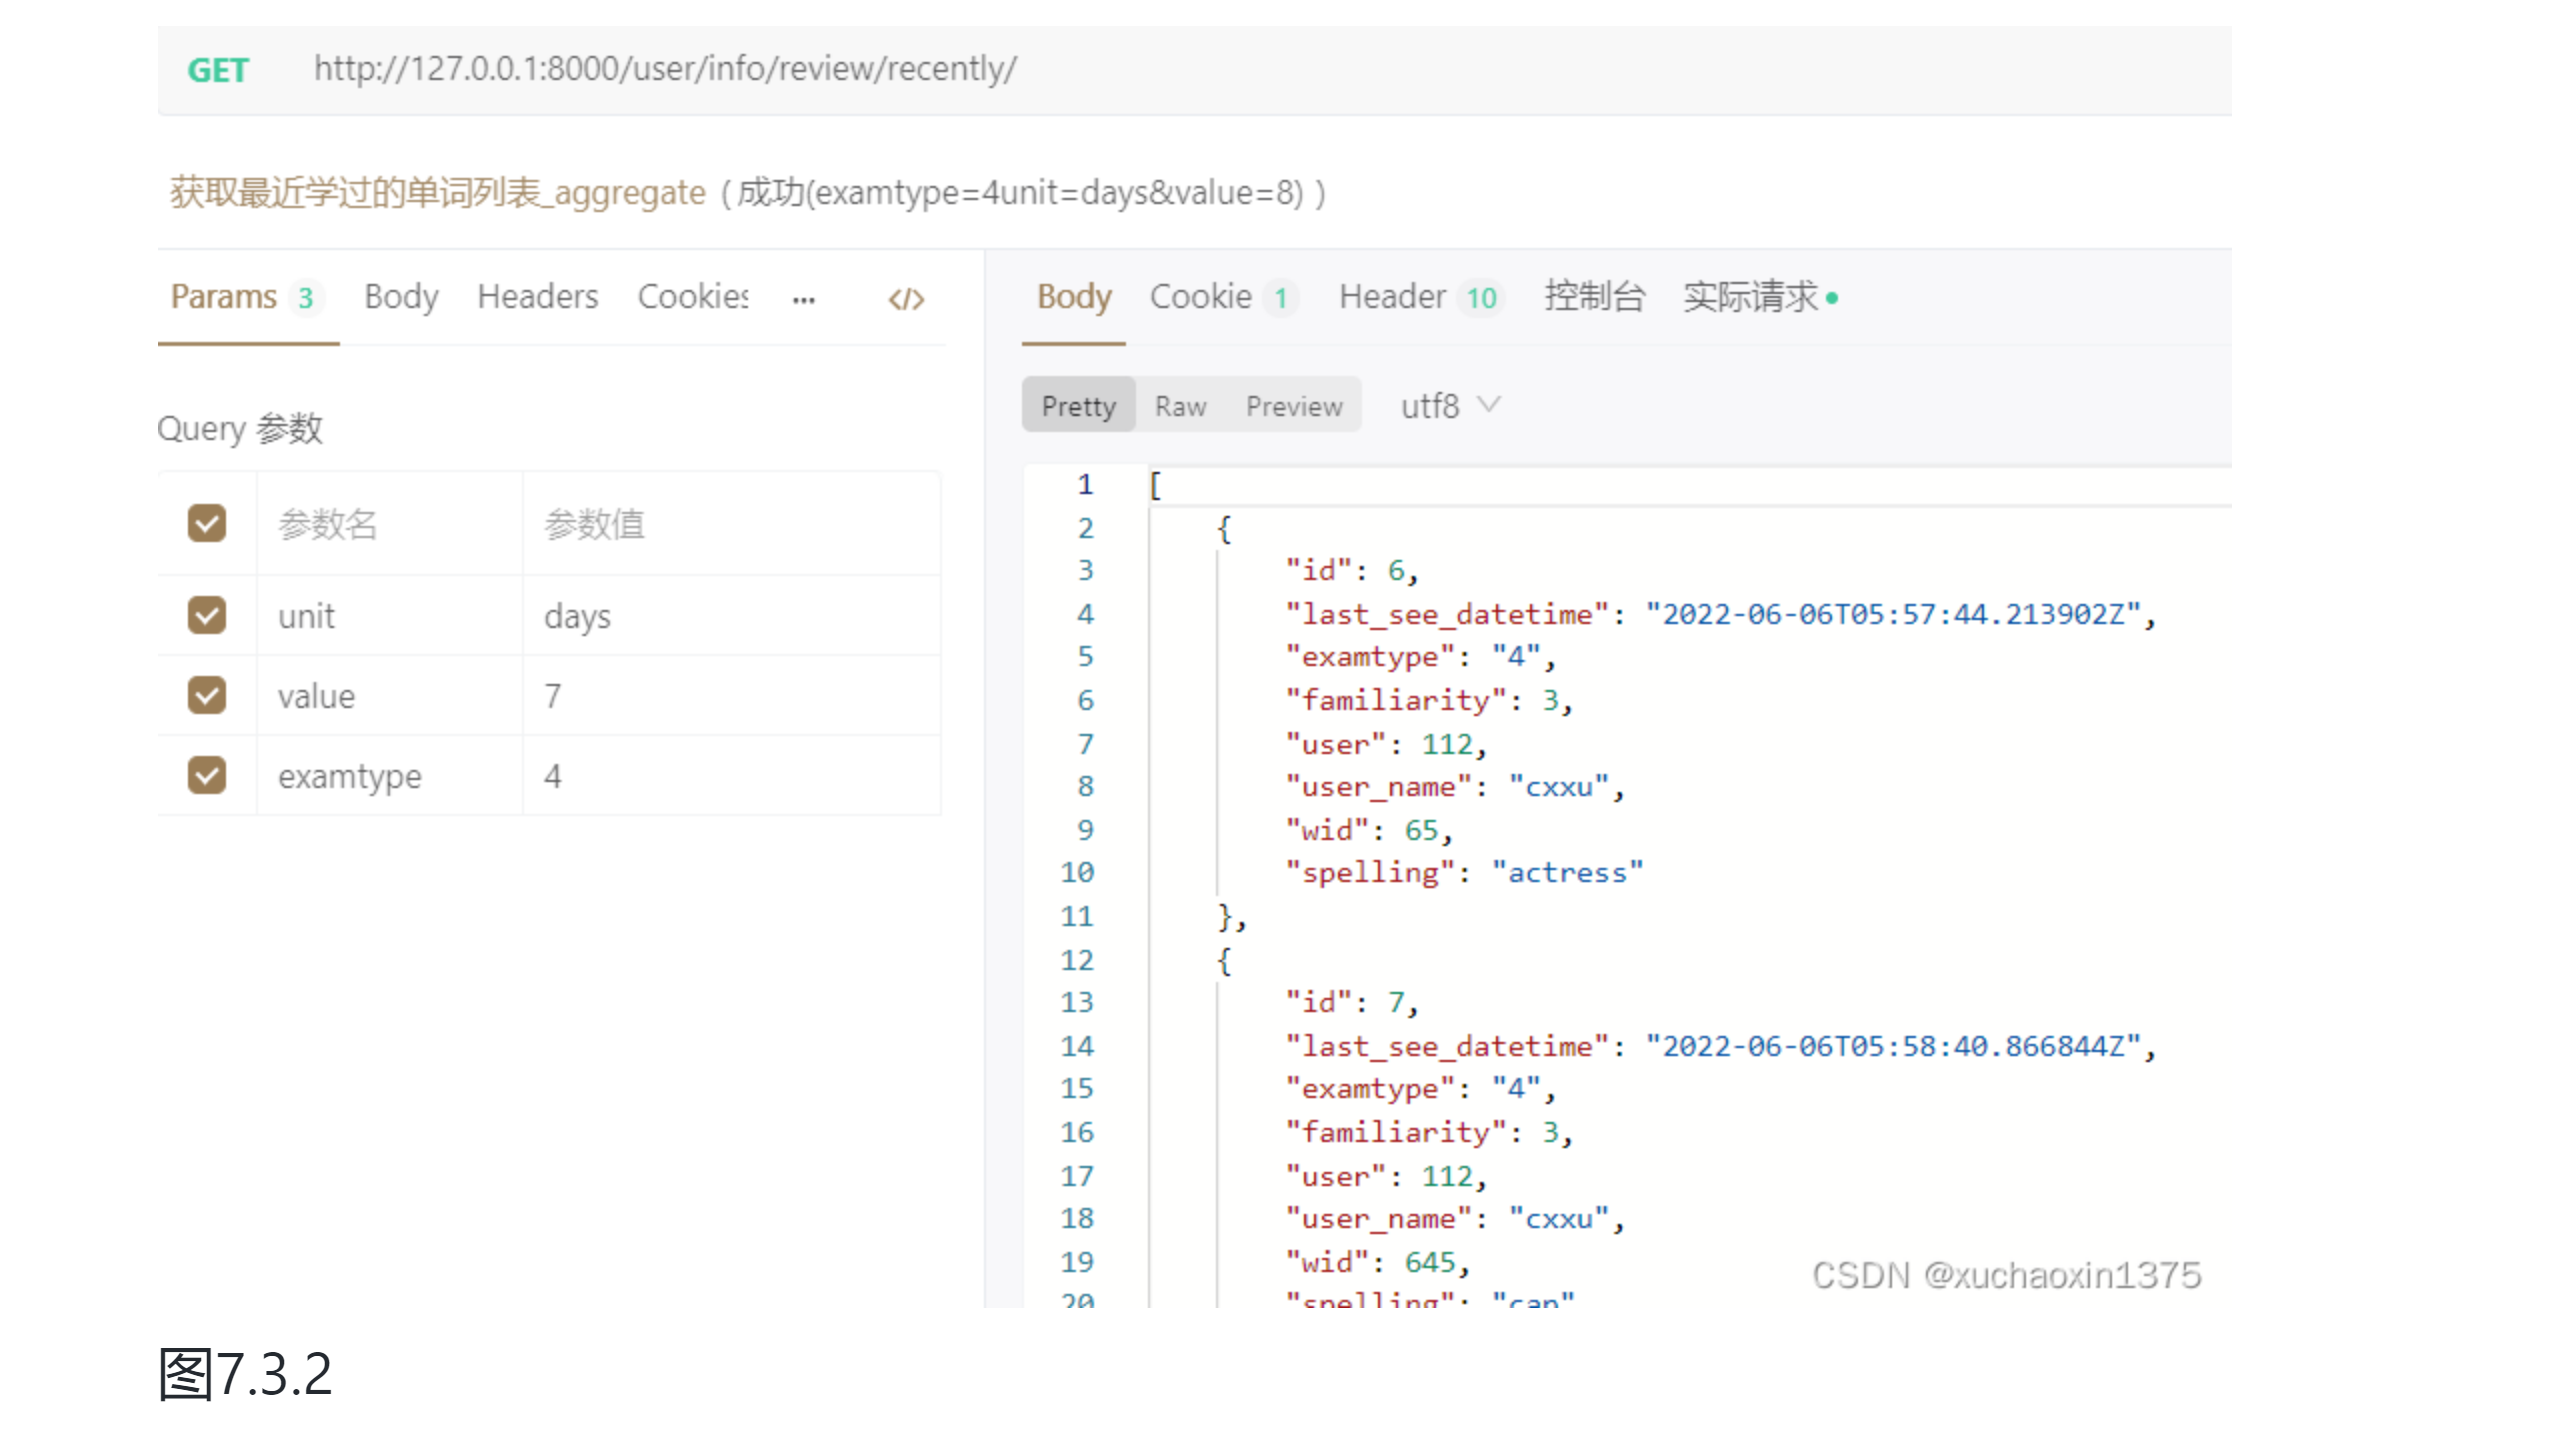 GET http://127.0.0.1:8000/user/info/review/recently/
获取最近学过的单词列表_aggregate (成功(examtype=4unit=days&value=8) )
Params 3 Body Headers Cookies ... </>
Query 参数
参数名 参数值
unit days
value 7
examtype 4
Body Cookie 1 Header 10 控制台 实际请求
Pretty Raw Preview utf8
1 [
2 {
3 "id": 6,
4 "last_see_datetime": "2022-06-06T05:57:44.213902Z",
5 "examtype": "4",
6 "familiarity": 3,
7 "user": 112,
8 "user_name": "cxxu",
9 "wid": 65,
10 "spelling": "actress"
11 },
12 {
13 "id": 7,
14 "last_see_datetime": "2022-06-06T05:58:40.866844Z",
15 "examtype": "4",
16 "familiarity": 3,
17 "user": 112,
18 "user_name": "cxxu",
19 "wid": 645,
20 "spelling": "cap"
CSDN @xuchaoxin1375
图7.3.2